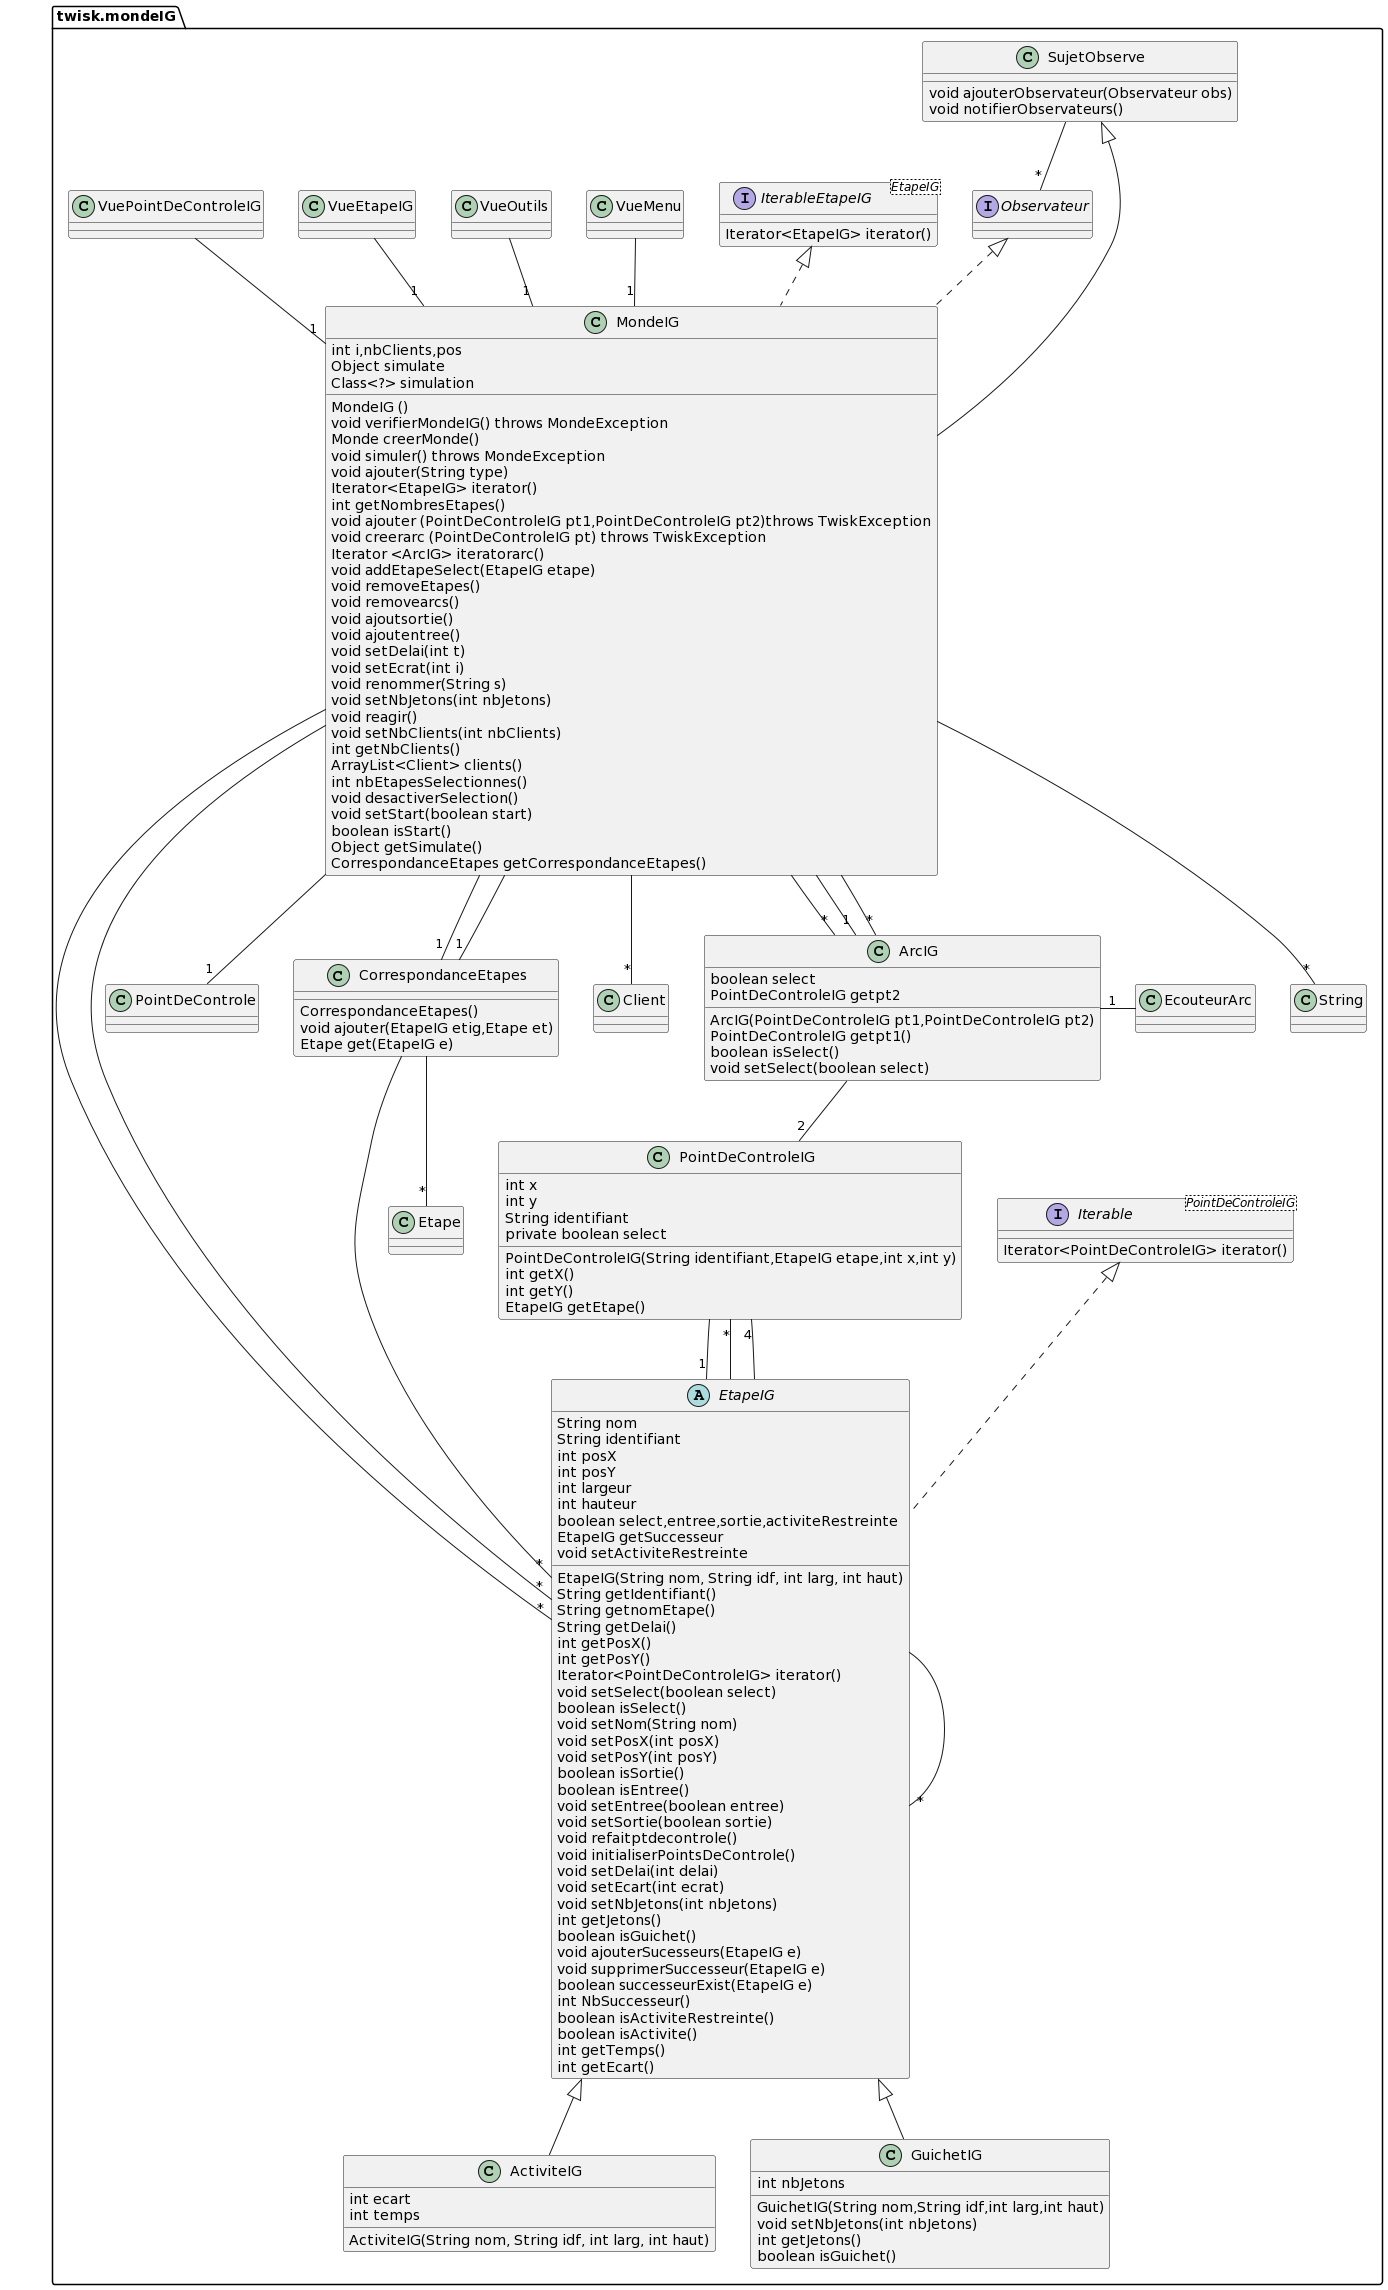 twisk.mondeIG
C SujetObserve
void ajouterObservateur(Observateur obs)
void notifierObservateurs()
*
C VuePointDeControleIG
C VueEtapeIG
C VueOutils
C VueMenu
I IterableEtapeIG
EtapeIG
Iterator<EtapeIG> iterator()
I Observateur
1
1
1
1
C MondeIG
int i,nbClients,pos
Object simulate
Class<?> simulation
MondeIG ()
void verifierMondeIG() throws MondeException
Monde creerMonde()
void simuler() throws MondeException
void ajouter(String type)
Iterator<EtapeIG> iterator()
int getNombresEtapes()
void ajouter (PointDeControleIG pt1,PointDeControleIG pt2)throws TwiskException
void creerarc (PointDeControleIG pt) throws TwiskException
Iterator <ArcIG> iteratorarc()
void addEtapeSelect(EtapeIG etape)
void removeEtapes()
void removearcs()
void ajoutsortie()
void ajoutentree()
void setDelai(int t)
void setEcrat(int i)
void renommer(String s)
void setNbJetons(int nbJetons)
void reagir()
void setNbClients(int nbClients)
int getNbClients()
ArrayList<Client> clients()
int nbEtapesSelectionnes()
void desactiverSelection()
void setStart(boolean start)
boolean isStart()
Object getSimulate()
CorrespondanceEtapes getCorrespondanceEtapes()
1
1
1
*
*
1
*
*
C PointDeControle
C CorrespondanceEtapes
CorrespondanceEtapes()
void ajouter(EtapeIG etig,Etape et)
Etape get(EtapeIG e)
C Client
C ArcIG
boolean select
PointDeControleIG getpt2
ArcIG(PointDeControleIG pt1,PointDeControleIG pt2)
PointDeControleIG getpt1()
boolean isSelect()
void setSelect(boolean select)
1
C EcouteurArc
C String
2
*
C Etape
C PointDeControleIG
int x
int y
String identifiant
private boolean select
PointDeControleIG(String identifiant,EtapeIG etape,int x,int y)
int getX()
int getY()
EtapeIG getEtape()
I Iterable
PointDeControleIG
Iterator<PointDeControleIG> iterator()
1
*
4
A EtapeIG
String nom
String identifiant
int posX
int posY
int largeur
int hauteur
boolean select,entree,sortie,activiteRestreinte
EtapeIG getSuccesseur
void setActiviteRestreinte
EtapeIG(String nom, String idf, int larg, int haut)
String getIdentifiant()
String getnomEtape()
String getDelai()
int getPosX()
int getPosY()
Iterator<PointDeControleIG> iterator()
void setSelect(boolean select)
boolean isSelect()
void setNom(String nom)
void setPosX(int posX)
void setPosY(int posY)
boolean isSortie()
boolean isEntree()
void setEntree(boolean entree)
void setSortie(boolean sortie)
void refaitptdecontrole()
void initialiserPointsDeControle()
void setDelai(int delai)
void setEcart(int ecrat)
void setNbJetons(int nbJetons)
int getJetons()
boolean isGuichet()
void ajouterSucesseurs(EtapeIG e)
void supprimerSuccesseur(EtapeIG e)
boolean successeurExist(EtapeIG e)
int NbSuccesseur()
boolean isActiviteRestreinte()
boolean isActivite()
int getTemps()
int getEcart()
*
*
*
*
C ActiviteIG
int ecart
int temps
ActiviteIG(String nom, String idf, int larg, int haut)
C GuichetIG
int nbJetons
GuichetIG(String nom,String idf,int larg,int haut)
void setNbJetons(int nbJetons)
int getJetons()
boolean isGuichet()